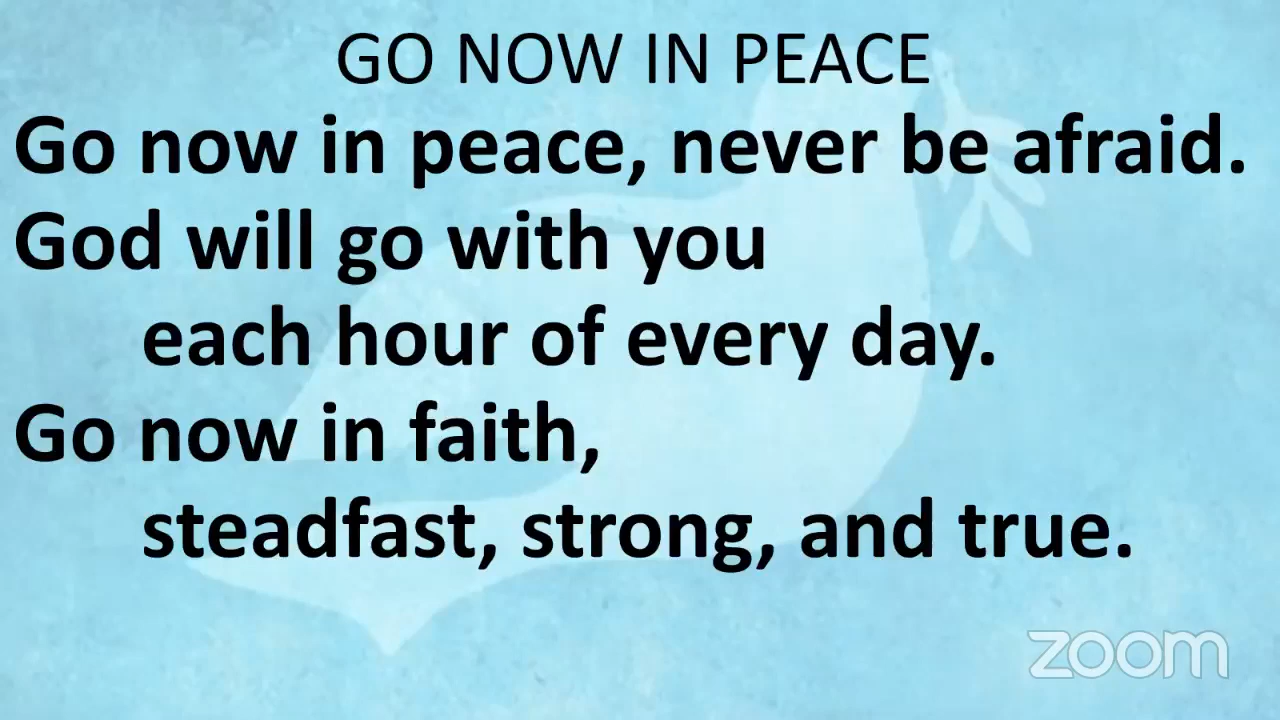 GO NOW IN PEACE
Go now in peace, never be afraid.
God will go with you
each hour of every day.
Go now in faith,
steadfast, strong, and true.
zoom